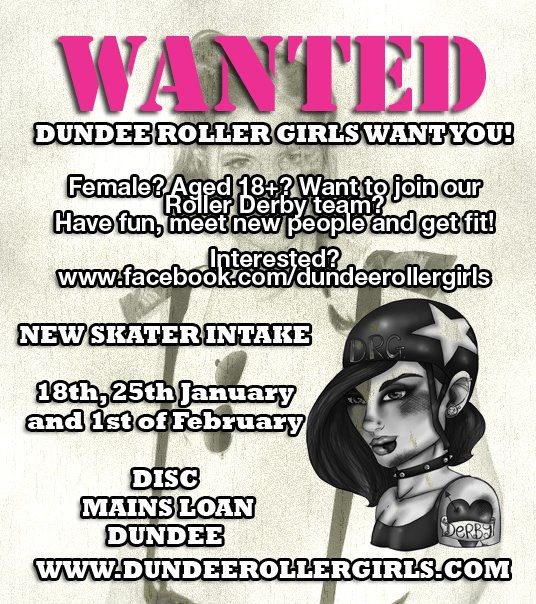 WANTED
DUNDEE ROLLER GIRLS WANT YOU!
Female? Aged 18+? Want to join our
Roller Derby team?
Have fun, meet new people and get fit!
Interested?
www.facebook.com/dundeerollergirls
NEW SKATER INTAKE
18th, 25th January
and 1st of February
DRG
DERBY
DISC
MAINS LOAN
DUNDEE
WWW.DUNDEEROLLERGIRLS.COM